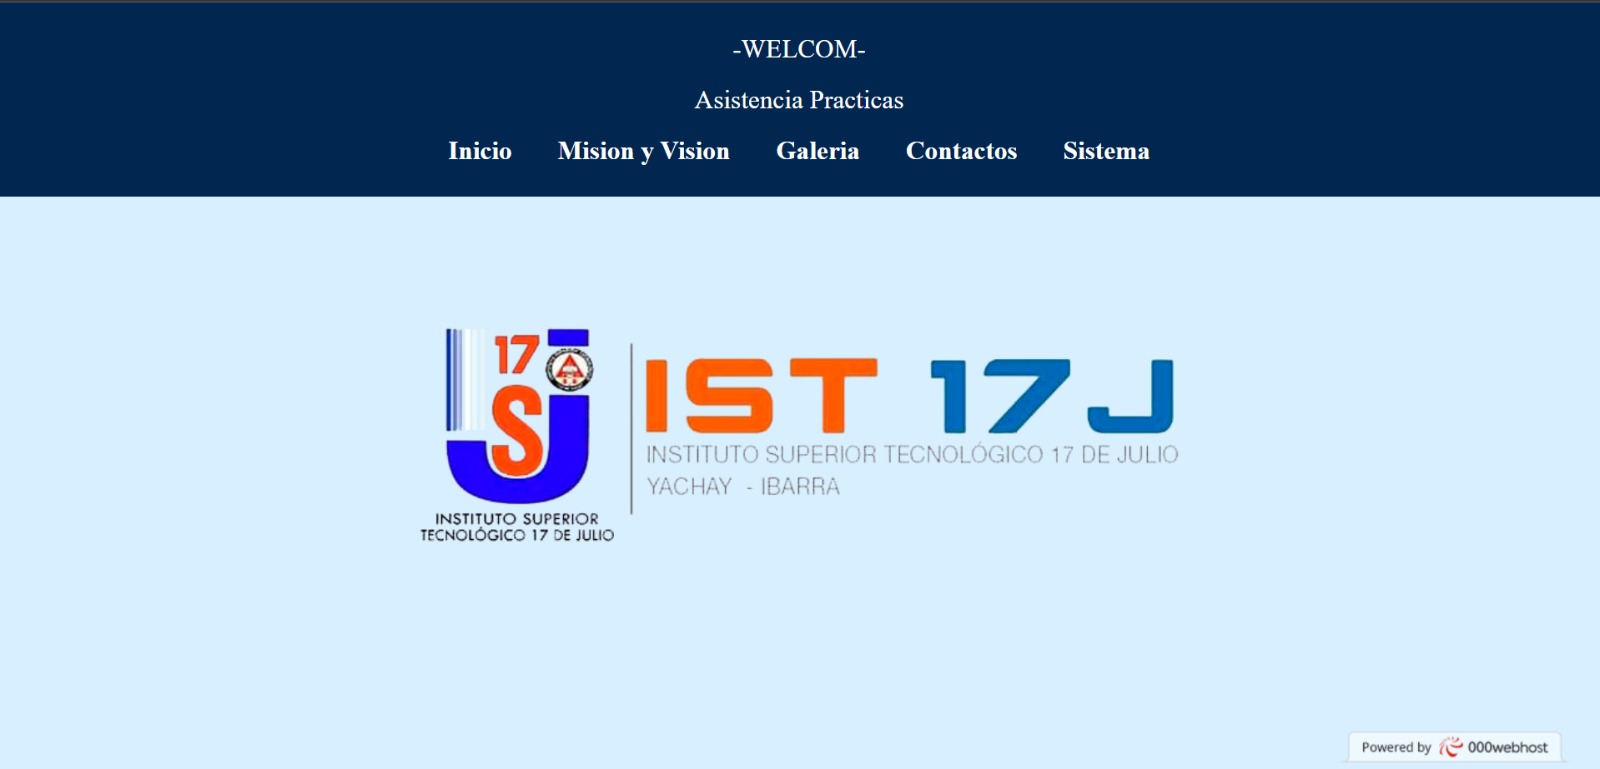 -WELCOM-
Asistencia Practicas
Inicio Mision y Vision Galeria Contactos Sistema
17
S
INSTITUTO SUPERIOR
TECNOLÓGICO 17 DE JULIO
IST 17J
INSTITUTO SUPERIOR TECNOLÓGICO 17 DE JULIO
YACHAY - IBARRA
Powered by 000webhost